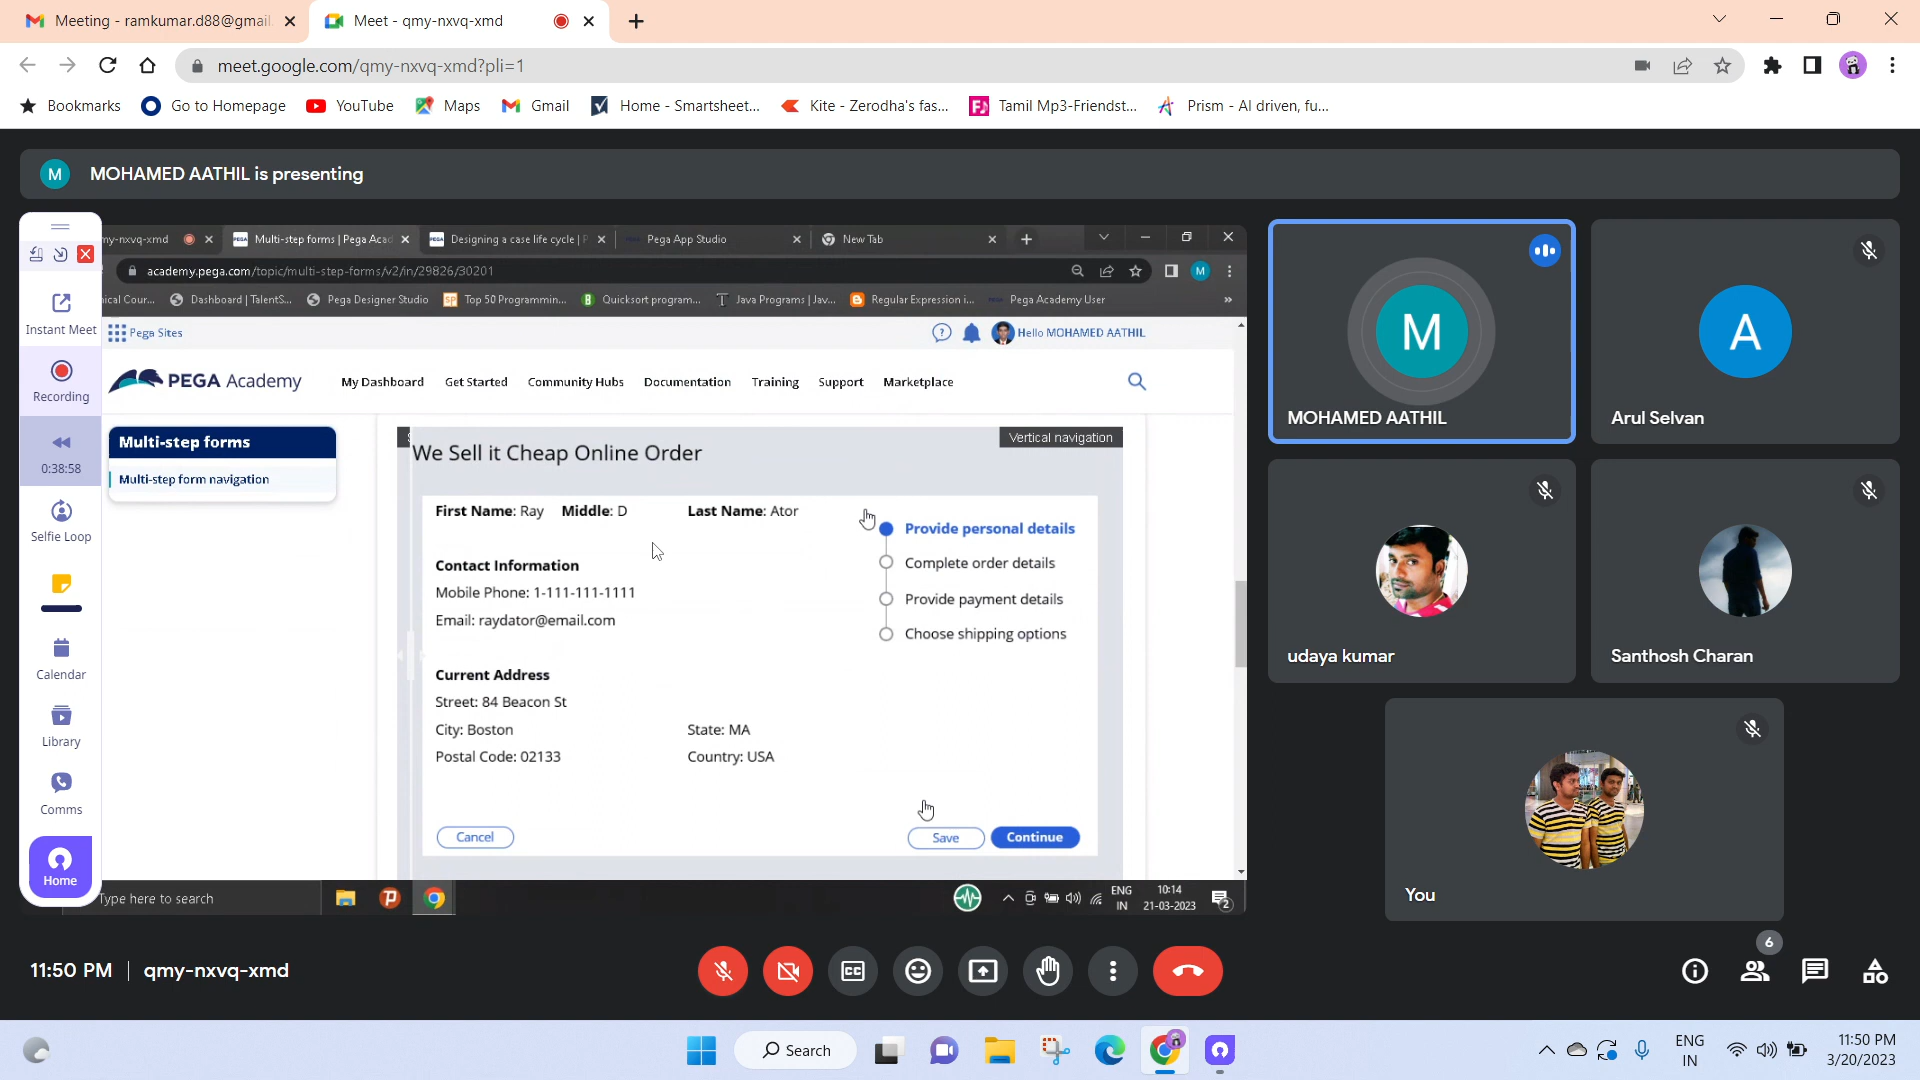 Meeting - ramkumar.d88@gmail.
Meet - qmy-nxvq-xmd
meet.google.com/qmy-nxvq-xmd?pli=1
Bookmarks
Go to Homepage
YouTube
Maps
Gmail
Home - Smartsheet...
Kite - Zerodha's fas...
Tamil Mp3-Friendst...
Prism - AI driven, fu...
M
MOHAMED AATHIL is presenting
my-nxvq-xmd
Multi-step forms | Pega Acad
Designing a case life cycle | P
Pega App Studio
New Tab
academy.pega.com/topic/multi-step-forms/v2/in/29826/30201
M
ical Cour...
Dashboard | TalentS...
Pega Designer Studio
Top 50 Programmin...
Quicksort program...
Java Programs | Jav...
Regular Expression i...
Pega Academy User
»
Pega Sites
Hello MOHAMED AATHIL
PEGA Academy
My Dashboard
Get Started
Community Hubs
Documentation
Training
Support
Marketplace
Multi-step forms
Multi-step form navigation
Vertical navigation
We Sell it Cheap Online Order
First Name: Ray
Middle: D
Last Name: Ator
Contact Information
Mobile Phone: 1-111-111-1111
Email: raydator@email.com
Current Address
Street: 84 Beacon St
City: Boston
State: MA
Postal Code: 02133
Country: USA
Provide personal details
Complete order details
Provide payment details
Choose shipping options
Cancel
Save
Continue
Instant Meet
Recording
0:38:58
Selfie Loop
Calendar
Library
Comms
Home
Type here to search
ENG
IN
10:14
21-03-2023
2
M
MOHAMED AATHIL
A
Arul Selvan
udaya kumar
Santhosh Charan
You
11:50 PM | qmy-nxvq-xmd
CC
6
Search
ENG
IN
11:50 PM
3/20/2023